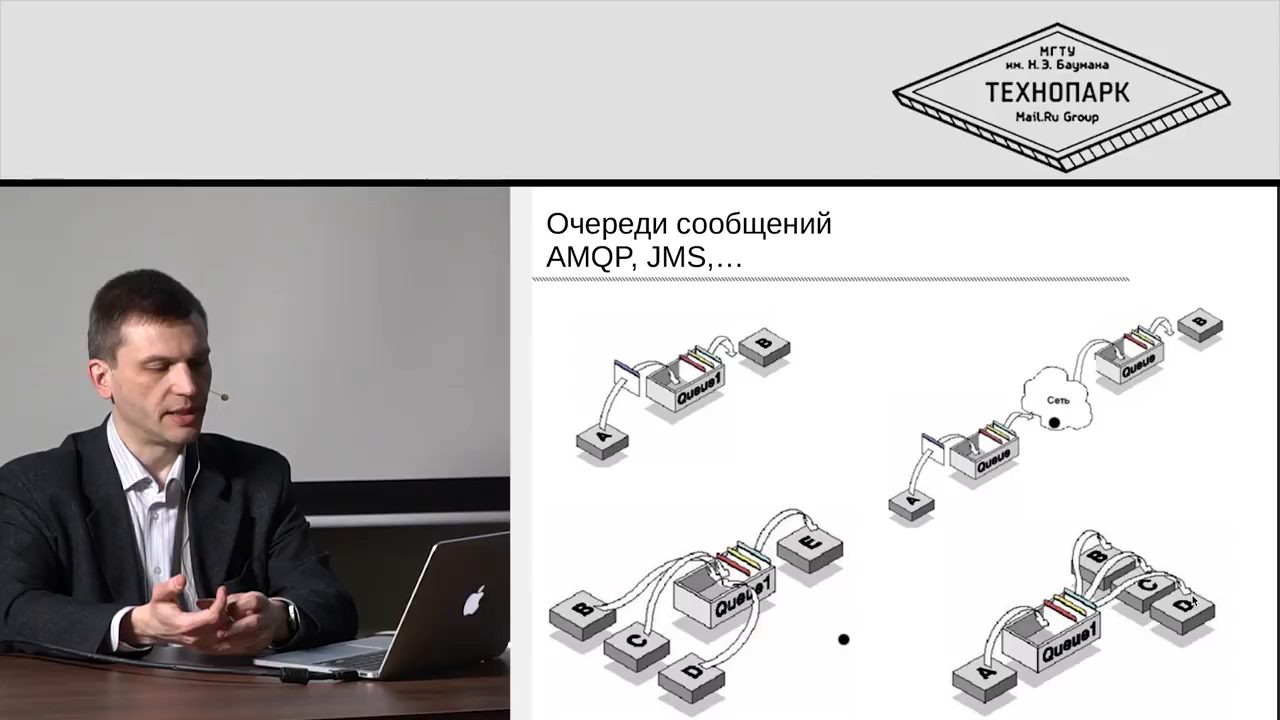 МГТУ
им. Н.Э. Баумана
ТЕХНОПАРК
Mail.Ru Group
Очереди сообщений
AMQP, JMS,...
A
Queue1
B
A
Queue
Сеть
Queue
B
B
C
D
Queue1
E
A
Queue1
B
C
D